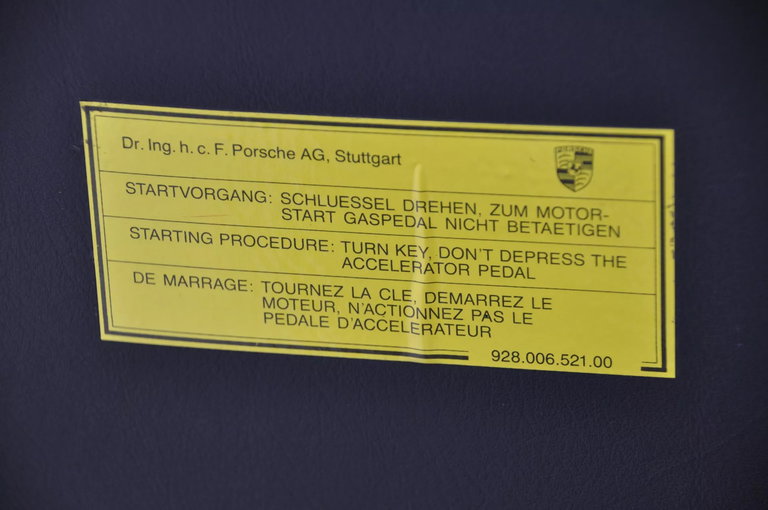 Dr. Ing. h. c. F. Porsche AG, Stuttgart
PORSCHE
STARTVORGANG: SCHLUESSEL DREHEN, ZUM MOTOR-
START GASPEDAL NICHT BETAETIGEN
STARTING PROCEDURE: TURN KEY, DON'T DEPRESS THE
ACCELERATOR PEDAL
DE MARRAGE: TOURNEZ LA CLE, DEMARREZ LE
MOTEUR, N'ACTIONNEZ PAS LE
PEDALE D'ACCELERATEUR
928.006.521.00